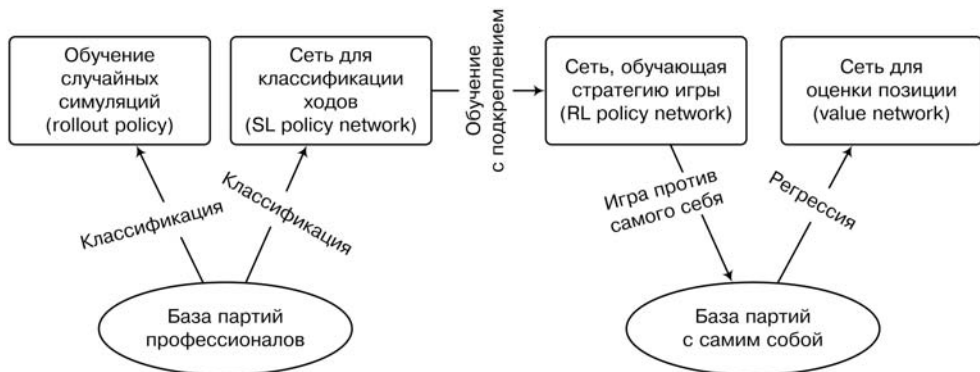 Обучение
случайных
симуляций
(rollout policy)
Сеть для
классификации
ходов
(SL policy network)
Обучение
с подкреплением
Сеть, обучающая
стратегию игры
(RL policy network)
Сеть для
оценки позиции
(value network)
Классификация
Классификация
Игра против
самого себя
Регрессия
База партий
профессионалов
База партий
с самим собой